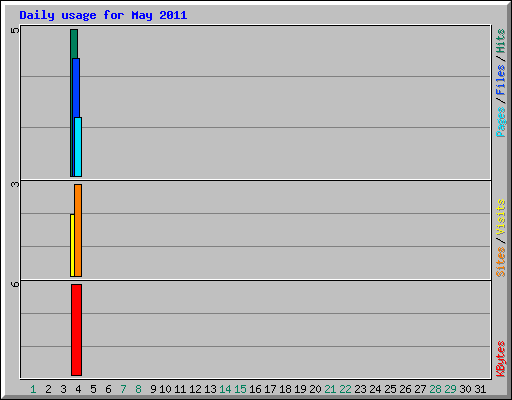 Daily usage for May 2011
5
Pages / Files / Hits
3
Sites / Visits
6
KBytes
1 2 3 4 5 6 7 8 9 10 11 12 13 14 15 16 17 18 19 20 21 22 23 24 25 26 27 28 29 30 31